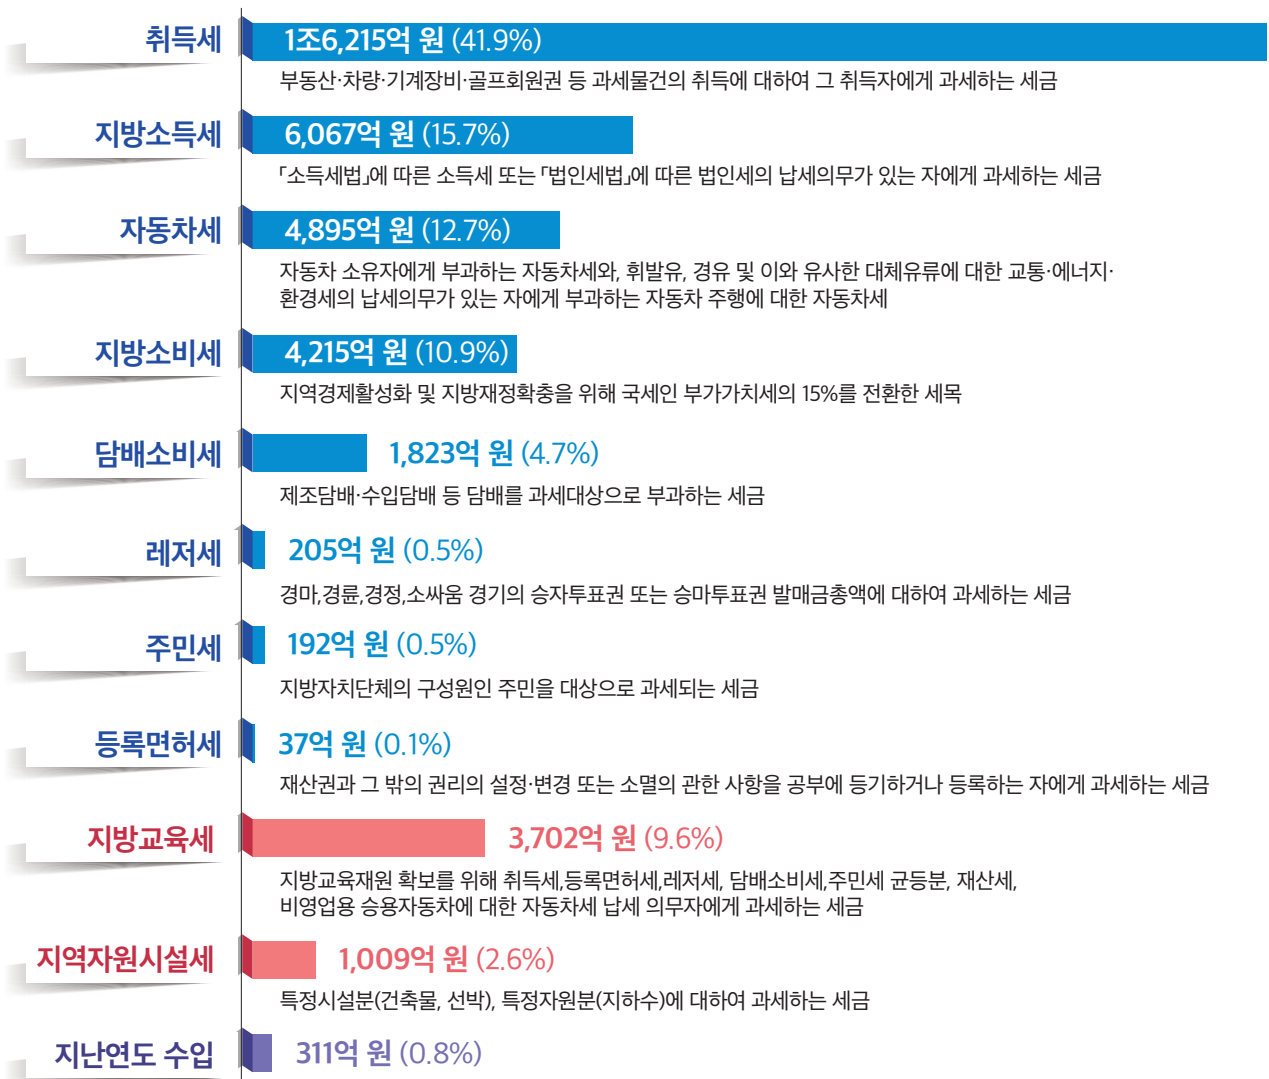 취득세
1조6,215억 원 (41.9%)
부동산·차량·기계장비·골프회원권 등 과세물건의 취득에 대하여 그 취득자에게 과세하는 세금
지방소득세
6,067억 원 (15.7%)
「소득세법」에 따른 소득세 또는 「법인세법」에 따른 법인세의 납세의무가 있는 자에게 과세하는 세금
자동차세
4,895억 원 (12.7%)
자동차 소유자에게 부과하는 자동차세와, 휘발유, 경유 및 이와 유사한 대체유류에 대한 교통·에너지·
환경세의 납세의무가 있는 자에게 부과하는 자동차 주행에 대한 자동차세
지방소비세
4,215억 원 (10.9%)
지역경제활성화 및 지방재정확충을 위해 국세인 부가가치세의 15%를 전환한 세목
담배소비세
1,823억 원 (4.7%)
제조담배·수입담배 등 담배를 과세대상으로 부과하는 세금
레저세
205억 원 (0.5%)
경마,경륜,경정,소싸움 경기의 승자투표권 또는 승마투표권 발매금총액에 대하여 과세하는 세금
주민세
192억 원 (0.5%)
지방자치단체의 구성원인 주민을 대상으로 과세되는 세금
등록면허세
37억 원 (0.1%)
재산권과 그 밖의 권리의 설정·변경 또는 소멸의 관한 사항을 공부에 등기하거나 등록하는 자에게 과세하는 세금
지방교육세
3,702억 원 (9.6%)
지방교육재원 확보를 위해 취득세,등록면허세,레저세, 담배소비세,주민세 균등분, 재산세,
비영업용 승용자동차에 대한 자동차세 납세 의무자에게 과세하는 세금
지역자원시설세
1,009억 원 (2.6%)
특정시설분(건축물, 선박), 특정자원분(지하수)에 대하여 과세하는 세금
지난연도 수입
311억 원 (0.8%)